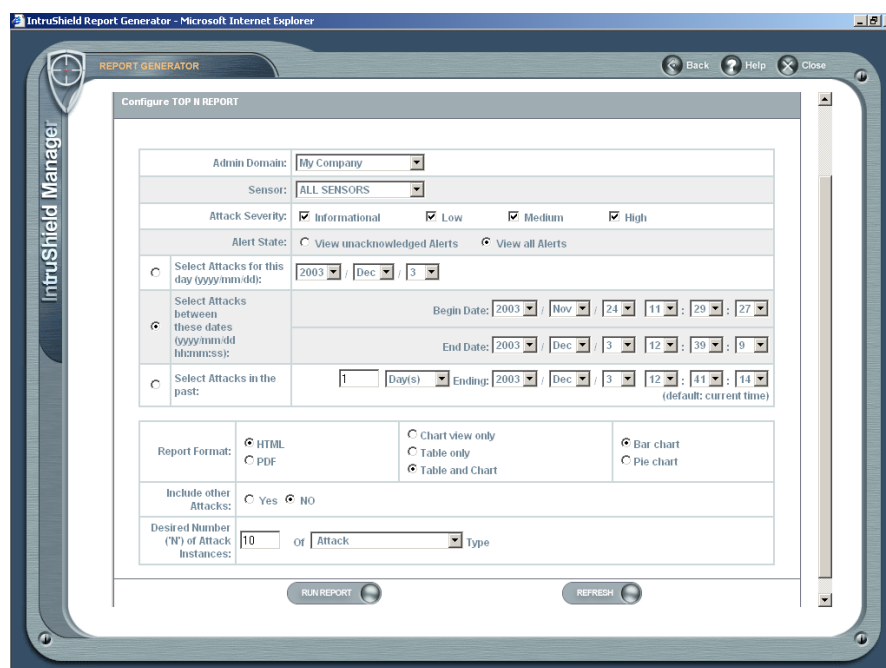 IntruShield Report Generator - Microsoft Internet Explorer
REPORT GENERATOR
Back Help Close
IntruShield Manager
Configure TOP N REPORT
Admin Domain: My Company
Sensor: ALL SENSORS
Attack Severity: Informational Low Medium High
Alert State: View unacknowledged Alerts View all Alerts
Select Attacks for this
day (yyyy/mm/dd):
2003 / Dec / 3
Select Attacks
between
these dates
(yyyy/mm/dd
hh:mm:ss):
Begin Date: 2003 / Nov / 24 11 : 29 : 27
End Date: 2003 / Dec / 3 12 : 39 : 9
Select Attacks in the
past:
1 Day(s) Ending: 2003 / Dec / 3 12 : 41 : 14
(default: current time)
Report Format:
HTML
PDF
Chart view only
Table only
Table and Chart
Bar chart
Pie chart
Include other
Attacks:
Yes NO
Desired Number
('N') of Attack
Instances:
10 Of Attack Type
RUN REPORT REFRESH